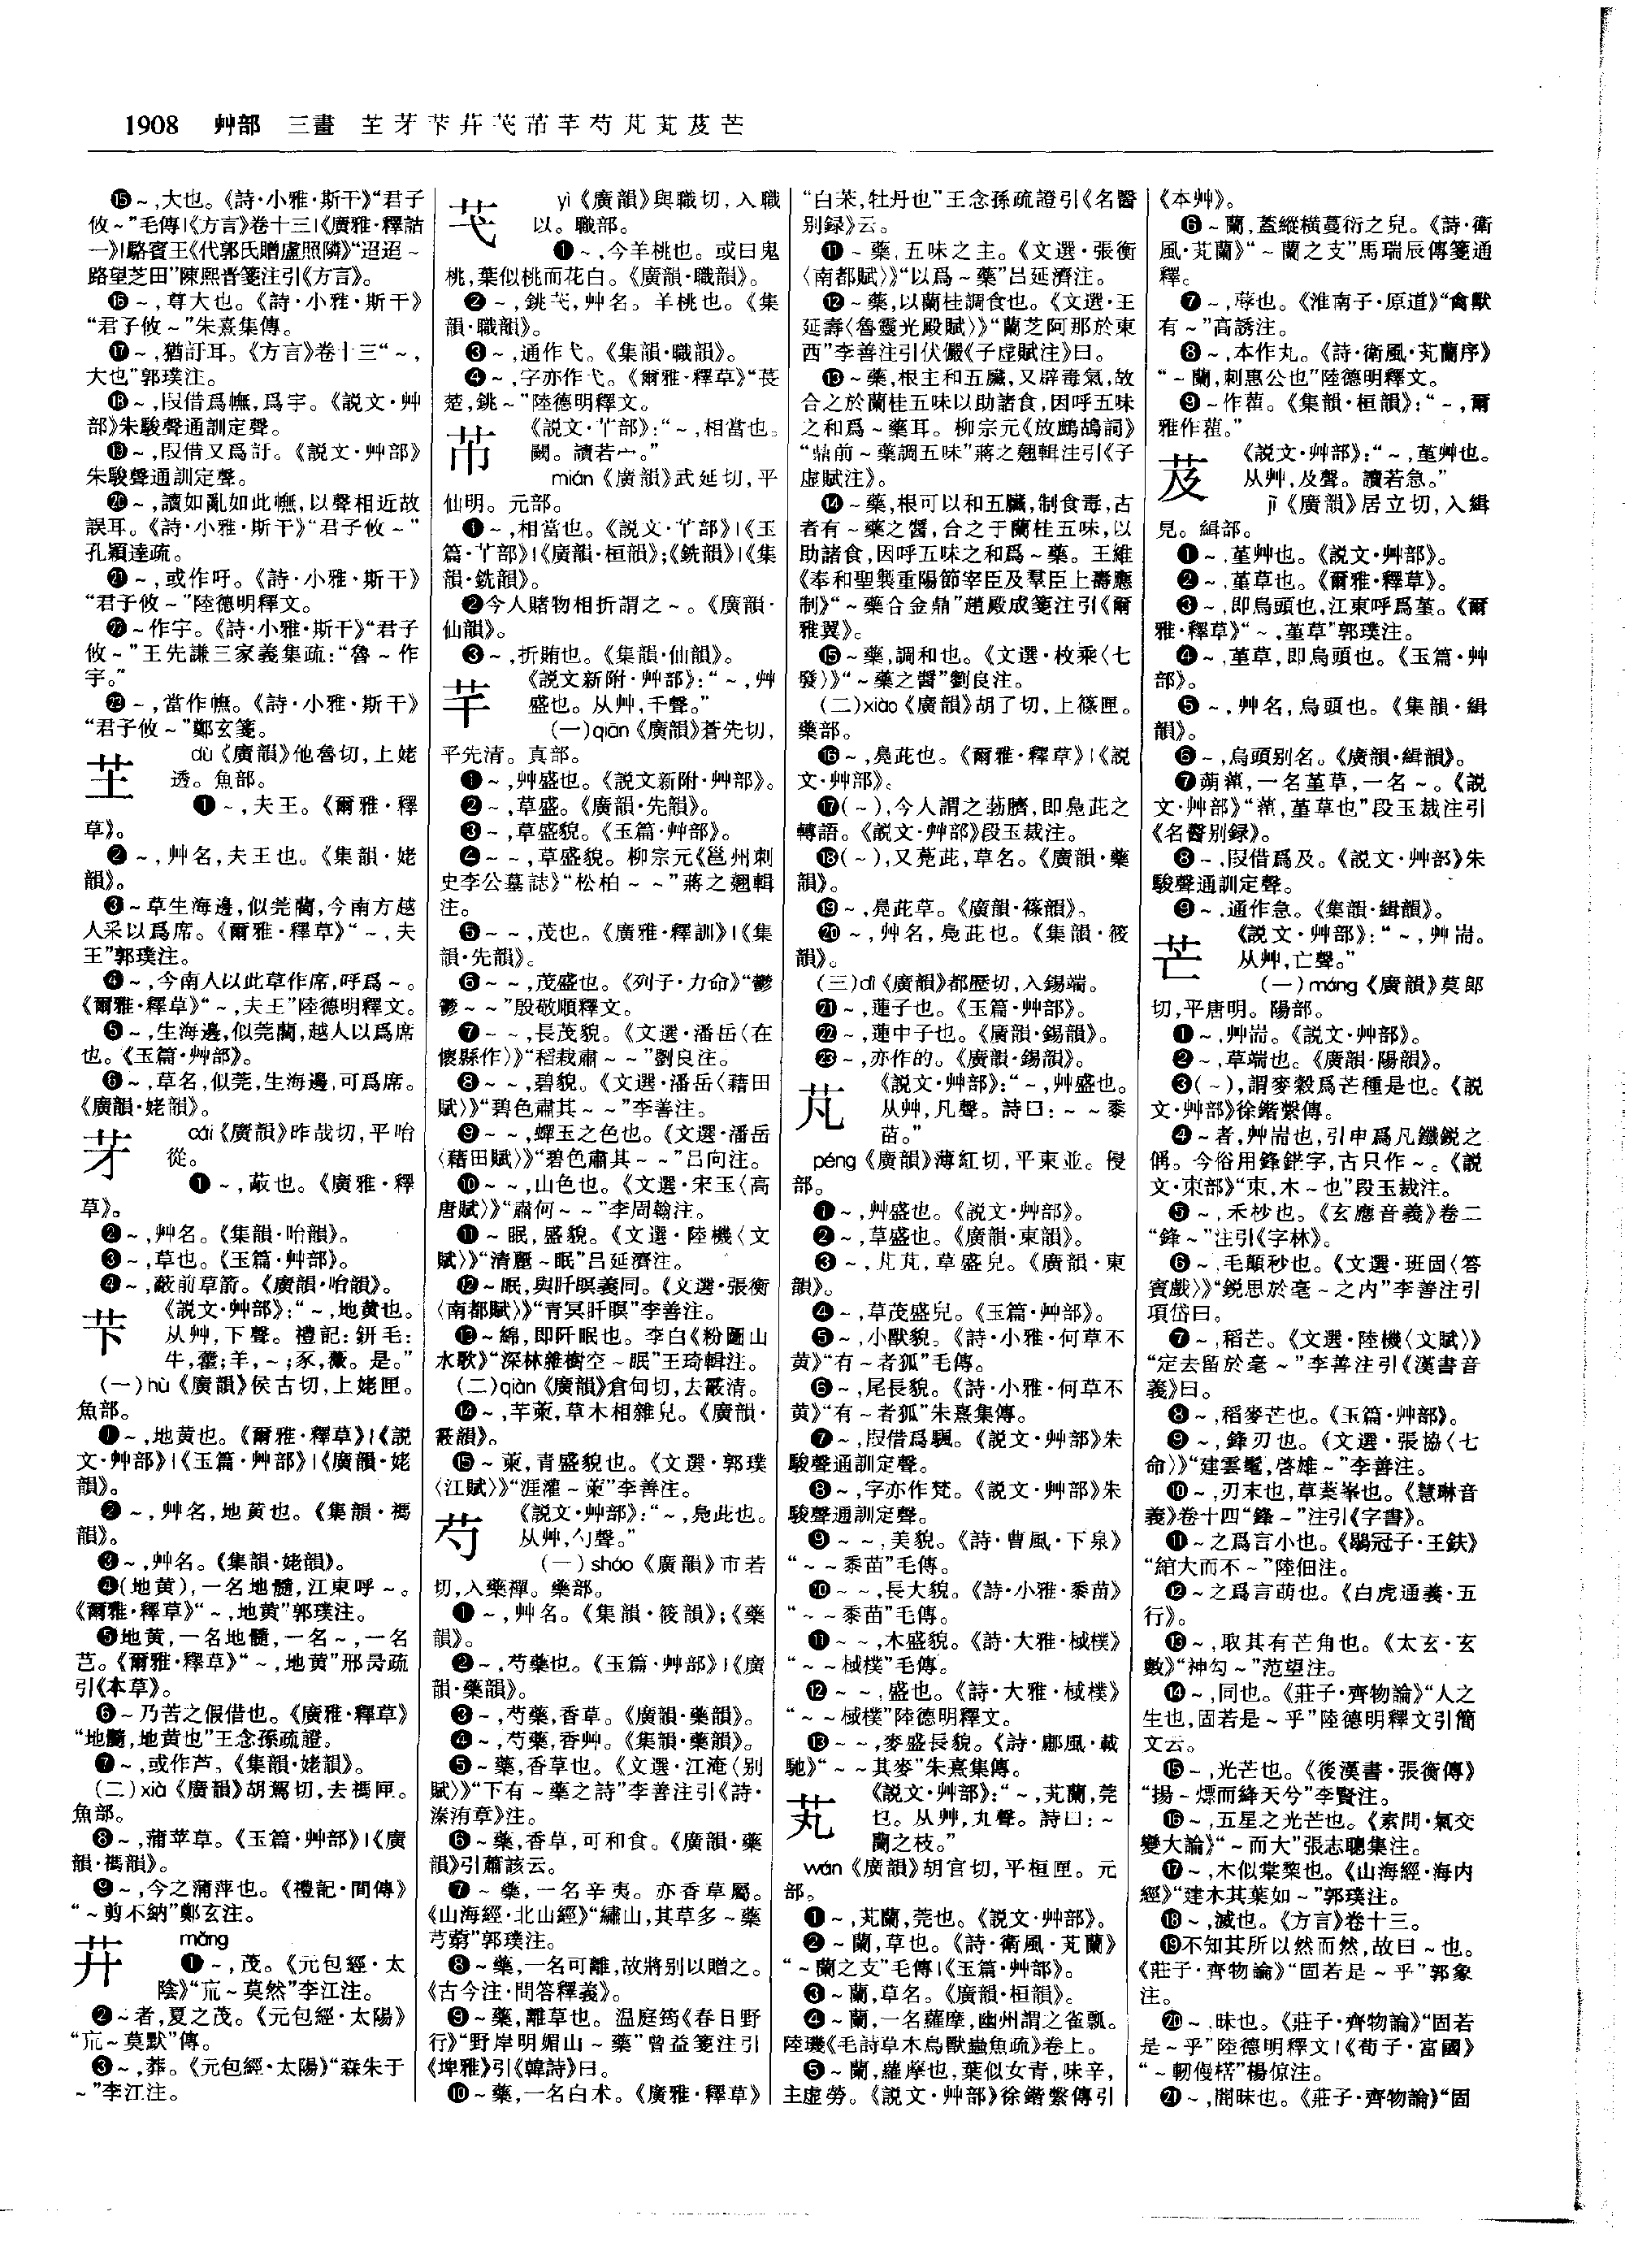 1908 艸部 三畫 芏芽芐茾芅芇芊芍芃芄芨芒
⓯～,大也。《詩·小雅·斯干》“君子
攸～”毛傳|《方言》卷十三|《廣雅·釋詁
一》|駱賓王《代郭氏贈盧照隣》“迢迢～
路望芝田”陳熙晋箋注引《方言》。
⓰～,尊大也。《詩·小雅·斯干》
“君子攸～”朱熹集傳。
⓱～,猶訏耳。《方言》卷十三“～,
大也”郭璞注。
⓲～,叚借爲幠,爲宇。《説文·艸
部》朱駿聲通訓定聲。
⓳～,叚借又爲訏。《説文·艸部》
朱駿聲通訓定聲。
⓴～,讀如亂如此幠,以聲相近故
誤耳。《詩·小雅·斯干》“君子攸～”
孔穎達疏。
㉑～,或作吁。《詩·小雅·斯干》
“君子攸～”陸德明釋文。
㉒～作宇。《詩·小雅·斯干》“君子
攸～”王先謙三家義集疏:“魯～作
宇。”
㉓～,當作幠。《詩·小雅·斯干》
“君子攸～”鄭玄箋。
芏 dù《廣韻》他魯切,上姥
透。魚部。
❶～,夫王。《爾雅·釋
草》。
❷～,艸名,夫王也。《集韻·姥
韻》。
❸～草生海邊,似莞藺,今南方越
人采以爲席。《爾雅·釋草》“～,夫
王”郭璞注。
❹～,今南人以此草作席,呼爲～。
《爾雅·釋草》“～,夫王”陸德明釋文。
❺～,生海邊,似莞藺,越人以爲席
也。《玉篇·艸部》。
❻～,草名,似莞,生海邊,可爲席。
《廣韻·姥韻》。
芽 cái《廣韻》昨哉切,平咍
從。
❶～,菆也。《廣雅·釋
草》。
❷～,艸名。《集韻·咍韻》。
❸～,草也。《玉篇·艸部》。
❹～,菆前草莭。《廣韻·咍韻》。
芐 《説文·艸部》:“～,地黄也。
从艸,下聲。禮記:鈃毛:
牛,藿;羊,～;豕,薇。是。”
(一)hù《廣韻》侯古切,上姥匣。
魚部。
❶～,地黄也。《爾雅·釋草》|《説
文·艸部》|《玉篇·艸部》|《廣韻·姥
韻》。
❷～,艸名,地黄也。《集韻·禡
韻》。
❸～,艸名。《集韻·姥韻》。
❹(地黄),一名地髓,江東呼～。
《爾雅·釋草》“～,地黄”郭璞注。
❺地黄,一名地髓,一名～,一名
芑。《爾雅·釋草》“～,地黄”邢昺疏
引《本草》。
❻～乃苦之假借也。《廣雅·釋草》
“地髓,地黄也”王念孫疏證。
❼～,或作芦。《集韻·姥韻》。
(二)xià《廣韻》胡駕切,去禡匣。
魚部。
❽～,蒲苹草。《玉篇·艸部》|《廣
韻·禡韻》。
❾～,今之蒲萍也。《禮記·間傳》
“～剪不納”鄭玄注。
茾 mǎng
❶～,茂。《元包經·太
陰》“巟～莫然”李江注。
❷～者,夏之茂。《元包經·太陽》
“巟～莫默”傳。
❸～,莽。《元包經·太陽》“森朱于
～”李江注。
芅 yì《廣韻》與職切,入職
以。職部。
❶～,今羊桃也。或曰鬼
桃,葉似桃而花白。《廣韻·職韻》。
❷～,銚芅,艸名。羊桃也。《集
韻·職韻》。
❸～,通作弋。《集韻·職韻》。
❹～,字亦作弋。《爾雅·釋草》“萇
楚,銚～”陸德明釋文。
芇 《説文·𦫳部》:“～,相當也。
闕。讀若宀。”
mián《廣韻》武延切,平
仙明。元部。
❶～,相當也。《説文·𦫳部》|《玉
篇·𦫳部》|《廣韻·桓韻》;《銑韻》|《集
韻·銑韻》。
❷今人賭物相折謂之～。《廣韻·
仙韻》。
❸～,折賄也。《集韻·仙韻》。
芊 《説文新附·艸部》:“～,艸
盛也。从艸,千聲。”
(一)qiān《廣韻》蒼先切,
平先清。真部。
❶～,艸盛也。《説文新附·艸部》。
❷～,草盛。《廣韻·先韻》。
❸～,草盛貌。《玉篇·艸部》。
❹～～,草盛貌。柳宗元《邕州刺
史李公墓誌》“松柏～～”蔣之翹輯
注。
❺～～,茂也。《廣雅·釋訓》|《集
韻·先韻》。
❻～～,茂盛也。《列子·力命》“鬱
鬱～～”殷敬順釋文。
❼～～,長茂貌。《文選·潘岳〈在
懷縣作〉》“稻栽肅～～”劉良注。
❽～～,碧貌。《文選·潘岳〈藉田
賦〉》“碧色肅其～～”李善注。
❾～～,蟬玉之色也。《文選·潘岳
〈藉田賦〉》“碧色肅其～～”吕向注。
❿～～,山色也。《文選·宋玉〈高
唐賦〉》“肅何～～”李周翰注。
⓫～眠,盛貌。《文選·陸機〈文
賦〉》“清麗～眠”吕延濟注。
⓬～眠,與肝瞑義同。《文選·張衡
〈南都賦〉》“青冥肝瞑”李善注。
⓭～綿,即阡眠也。李白《粉圖山
水歌》“深林雜樹空～眠”王琦輯注。
(二)qiàn《廣韻》倉甸切,去霰清。
⓮～,芊萰,草木相雜皃。《廣韻·
霰韻》。
⓯～萰,青盛貌也。《文選·郭璞
〈江賦〉》“涯灌～萰”李善注。
芍 《説文·艸部》:“～,鳧茈也。
从艸,勺聲。”
(一)sháo《廣韻》市若
切,入藥禪。藥部。
❶～,艸名。《集韻·筱韻》;《藥
韻》。
❷～,芍藥也。《玉篇·艸部》|《廣
韻·藥韻》。
❸～,芍藥,香草。《廣韻·藥韻》。
❹～,芍藥,香艸。《集韻·藥韻》。
❺～藥,香草也。《文選·江淹〈别
賦〉》“下有～藥之詩”李善注引《詩·
溱洧章》注。
❻～藥,香草,可和食。《廣韻·藥
韻》引蕭該云。
❼～藥,一名辛夷。亦香草屬。
《山海經·北山經》“繡山,其草多～藥
芎藭”郭璞注。
❽～藥,一名可離,故將别以贈之。
《古今注·問答釋義》。
❾～藥,離草也。温庭筠《春日野
行》“野岸明媚山～藥”曾益箋注引
《埤雅》引《韓詩》曰。
❿～藥,一名白术。《廣雅·釋草》
“白茶,牡丹也”王念孫疏證引《名醫
别録》云。
⓫～藥,五味之主。《文選·張衡
〈南都賦〉》“以爲～藥”吕延濟注。
⓬～藥,以蘭桂調食也。《文選·王
延壽〈魯靈光殿賦〉》“蘭芝阿那於東
西”李善注引伏儼《子虚賦注》曰。
⓭～藥,根主和五臟,又辟毒氣,故
合之於蘭桂五味以助諸食,因呼五味
之和爲～藥耳。柳宗元《放鷓鴣詞》
“鼎前～藥調五味”蔣之翹輯注引《子
虚賦注》。
⓮～藥,根可以和五臟,制食毒,古
者有～藥之醬,合之于蘭桂五味,以
助諸食,因呼五味之和爲～藥。王維
《奉和聖製重陽節宰臣及羣臣上壽應
制》“～藥合金鼎”趙殿成箋注引《爾
雅翼》。
⓯～藥,調和也。《文選·枚乘〈七
發〉》“～藥之醬”劉良注。
(二)xiào《廣韻》胡了切,上篠匣。
藥部。
⓰～,鳧茈也。《爾雅·釋草》|《説
文·艸部》。
⓱(～),今人謂之葧臍,即鳧茈之
轉語。《説文·艸部》段玉裁注。
⓲(～),又蒬此,草名。《廣韻·藥
韻》。
⓳～,鳧茈草。《廣韻·篠韻》。
⓴～,艸名,鳧茈也。《集韻·筱
韻》。
(三)dì《廣韻》都歷切,入錫端。
㉑～,蓮子也。《玉篇·艸部》。
㉒～,蓮中子也。《廣韻·錫韻》。
㉓～,亦作的。《廣韻·錫韻》。
芃 《説文·艸部》:“～,艸盛也。
从艸,凡聲。詩曰:～～黍
苗。”
péng《廣韻》薄紅切,平東並。侵
部。
❶～,艸盛也。《説文·艸部》。
❷～,草盛也。《廣韻·東韻》。
❸～,芃芃,草盛皃。《廣韻·東
韻》。
❹～,草茂盛皃。《玉篇·艸部》。
❺～,小獸貌。《詩·小雅·何草不
黄》“有～者狐”毛傳。
❻～,尾長貌。《詩·小雅·何草不
黄》“有～者狐”朱熹集傳。
❼～,叚借爲颿。《説文·艸部》朱
駿聲通訓定聲。
❽～,字亦作梵。《説文·艸部》朱
駿聲通訓定聲。
❾～～,美貌。《詩·曹風·下泉》
“～～黍苗”毛傳。
❿～～,長大貌。《詩·小雅·黍苗》
“～～黍苗”毛傳。
⓫～～,木盛貌。《詩·大雅·棫樸》
“～～棫樸”毛傳。
⓬～～,盛也。《詩·大雅·棫樸》
“～～棫樸”陸德明釋文。
⓭～～,麥盛長貌。《詩·鄘風·載
馳》“～～其麥”朱熹集傳。
芄 《説文·艸部》:“～,芄蘭,莞
也。从艸,丸聲。詩曰:～
蘭之枝。”
wán《廣韻》胡官切,平桓匣。元
部。
❶～,芄蘭,莞也。《説文·艸部》。
❷～蘭,草也。《詩·衛風·芄蘭》
“～蘭之支”毛傳|《玉篇·艸部》。
❸～蘭,草名。《廣韻·桓韻》。
❹～蘭,一名蘿摩,幽州謂之雀瓢。
陸璣《毛詩草木鳥獸蟲魚疏》卷上。
❺～蘭,蘿摩也,葉似女青,味辛,
主虚勞。《説文·艸部》徐鍇繫傳引
《本艸》。
❻～蘭,蓋縱横蔓衍之皃。《詩·衛
風·芄蘭》“～蘭之支”馬瑞辰傳箋通
釋。
❼～,蓐也。《淮南子·原道》“禽獸
有～”高誘注。
❽～,本作丸。《詩·衛風·芄蘭序》
“～蘭,刺惠公也”陸德明釋文。
❾～作雚。《集韻·桓韻》:“～,爾
雅作雚。”
芨 《説文·艸部》:“～,堇艸也。
从艸,及聲。讀若急。”
jī《廣韻》居立切,入緝
見。緝部。
❶～,堇艸也。《説文·艸部》。
❷～,堇草也。《爾雅·釋草》。
❸～,即烏頭也,江東呼爲堇。《爾
雅·釋草》“～,堇草”郭璞注。
❹～,堇草,即烏頭也。《玉篇·艸
部》。
❺～,艸名,烏頭也。《集韻·緝
韻》。
❻～,烏頭别名。《廣韻·緝韻》。
❼蒴藋,一名堇草,一名～。《説
文·艸部》“藋,堇草也”段玉裁注引
《名醫别録》。
❽～,叚借爲及。《説文·艸部》朱
駿聲通訓定聲。
❾～,通作急。《集韻·緝韻》。
芒 《説文·艸部》:“～,艸耑。
从艸,亡聲。”
(一)máng《廣韻》莫郎
切,平唐明。陽部。
❶～,艸耑。《説文·艸部》。
❷～,草端也。《廣韻·陽韻》。
❸(～),謂麥穀爲芒種是也。《説
文·艸部》徐鍇繫傳。
❹～者,艸耑也,引申爲凡鐵鋭之
偁。今俗用鋒鋩字,古只作～。《説
文·朿部》“朿,木～也”段玉裁注。
❺～,禾杪也。《玄應音義》卷二
“鋒～”注引《字林》。
❻～,毛顛秒也。《文選·班固〈答
賓戲〉》“鋭思於毫～之内”李善注引
項岱曰。
❼～,稻芒。《文選·陸機〈文賦〉》
“定去留於毫～”李善注引《漢書音
義》曰。
❽～,稻麥芒也。《玉篇·艸部》。
❾～,鋒刃也。《文選·張協〈七
命〉》“建雲髦,啓雄～”李善注。
❿～,刃末也,草葉峯也。《慧琳音
義》卷十四“鋒～”注引《字書》。
⓫～之爲言小也。《鶡冠子·王鈇》
“綰大而不～”陸佃注。
⓬～之爲言萌也。《白虎通義·五
行》。
⓭～,取其有芒角也。《太玄·玄
數》“神勾～”范望注。
⓮～,同也。《莊子·齊物論》“人之
生也,固若是～乎”陸德明釋文引簡
文云。
⓯～,光芒也。《後漢書·張衡傳》
“揚～熛而絳天兮”李賢注。
⓰～,五星之光芒也。《素問·氣交
變大論》“～而大”張志聰集注。
⓱～,木似棠棃也。《山海經·海内
經》“建木其葉如～”郭璞注。
⓲～,滅也。《方言》卷十三。
⓳不知其所以然而然,故曰～也。
《莊子·齊物論》“固若是～乎”郭象
注。
⓴～,昧也。《莊子·齊物論》“固若
是～乎”陸德明釋文|《荀子·富國》
“～軔僈楛”楊倞注。
㉑～,闇昧也。《莊子·齊物論》“固